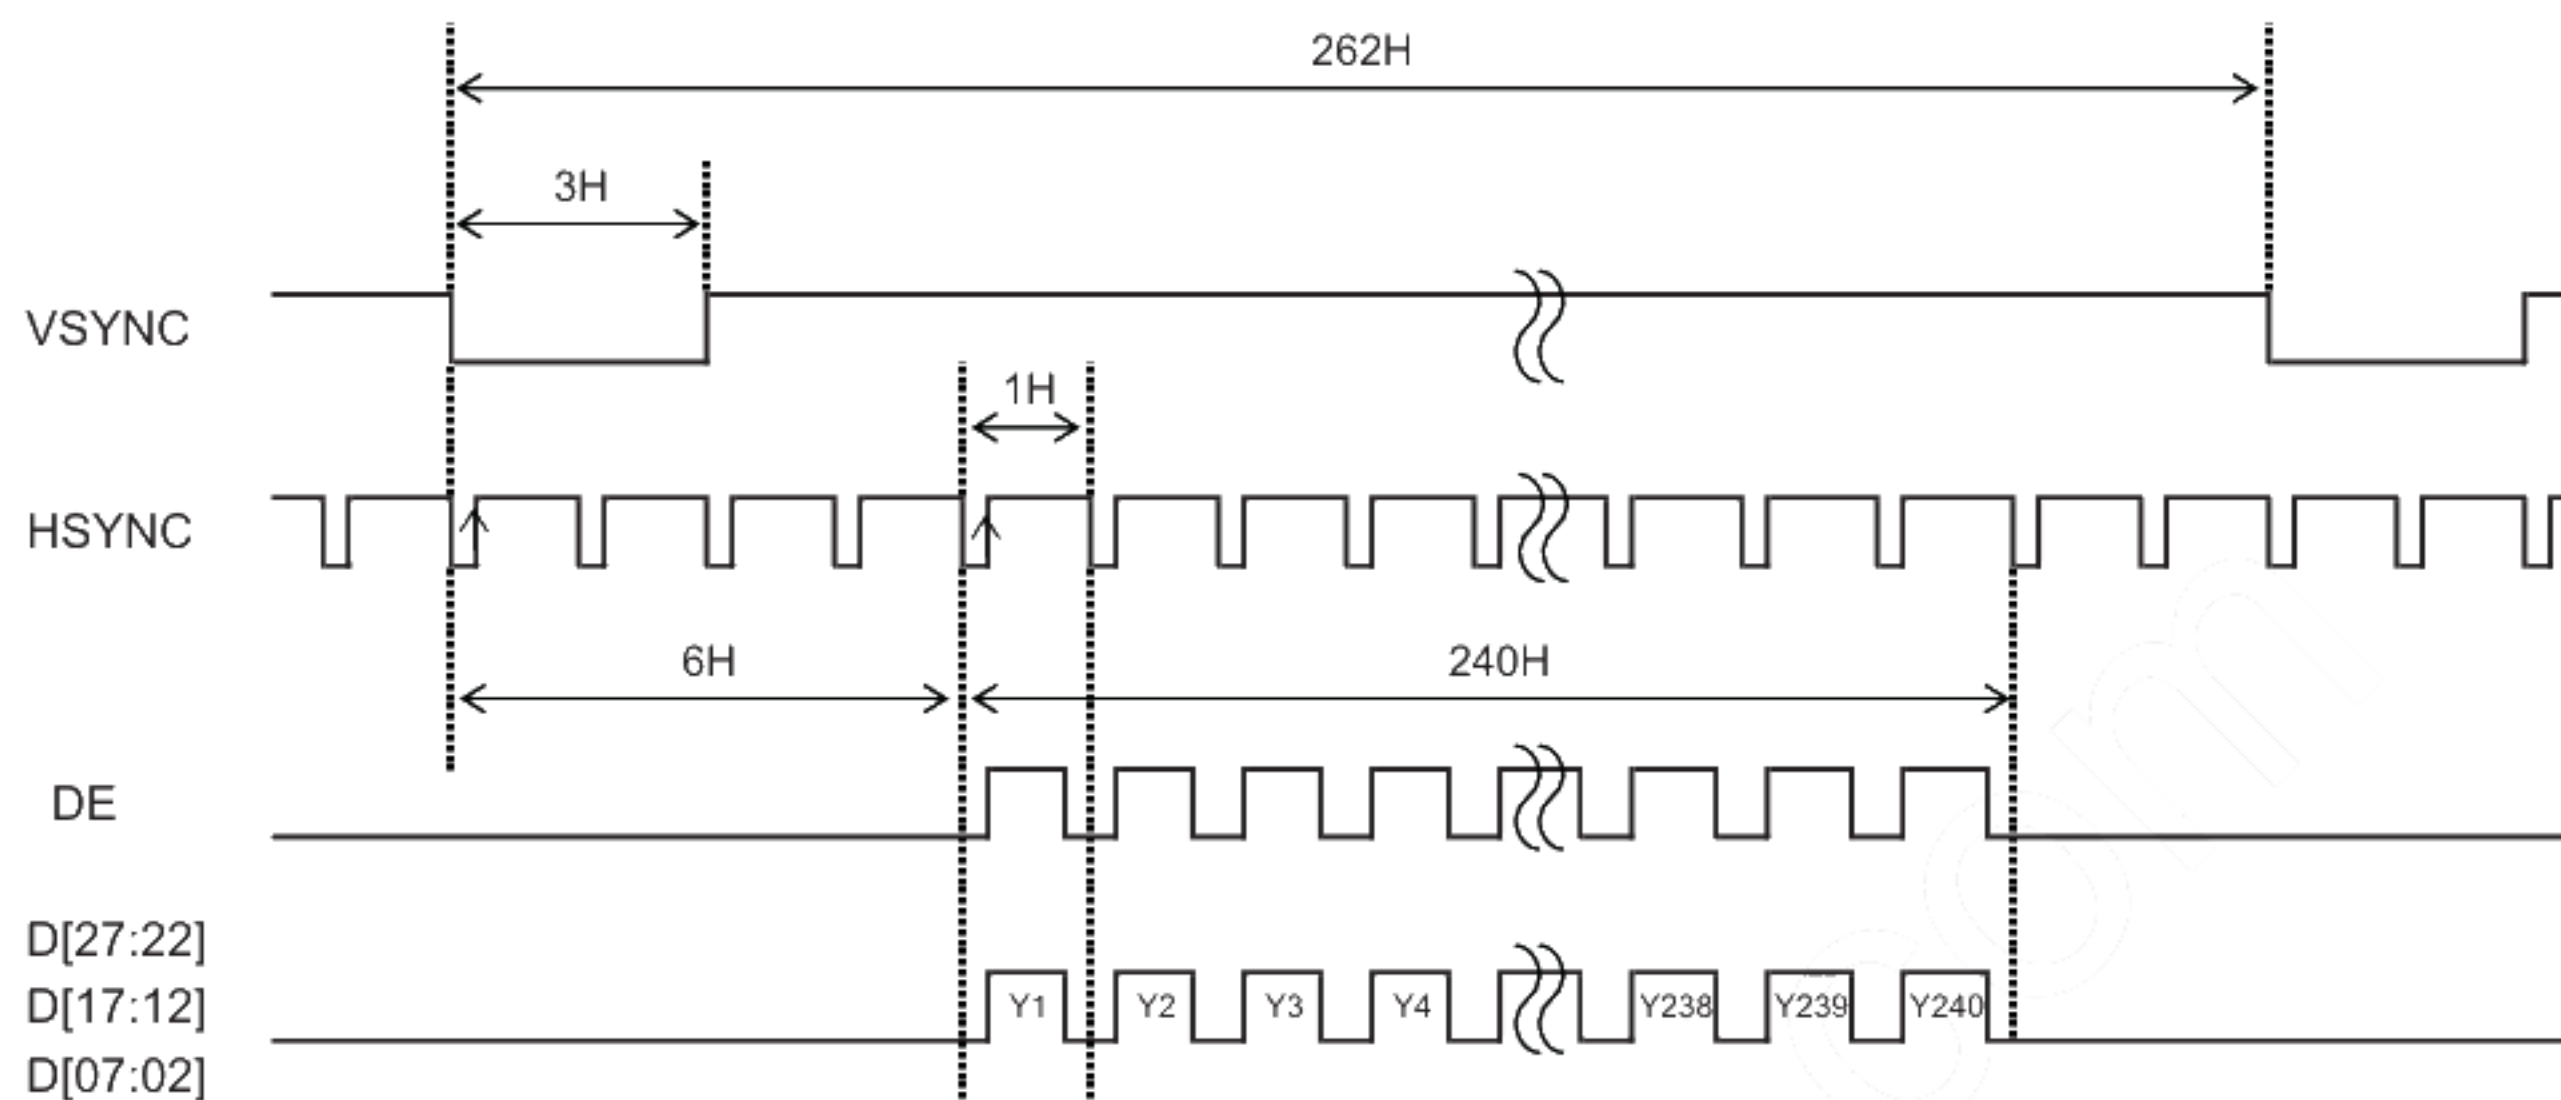 262H
3H
VSYNC
1H
HSYNC
6H 240H
DE
D[27:22]
D[17:12] Y1 Y2 Y3 Y4 Y238 Y239 Y240
D[07:02]
com